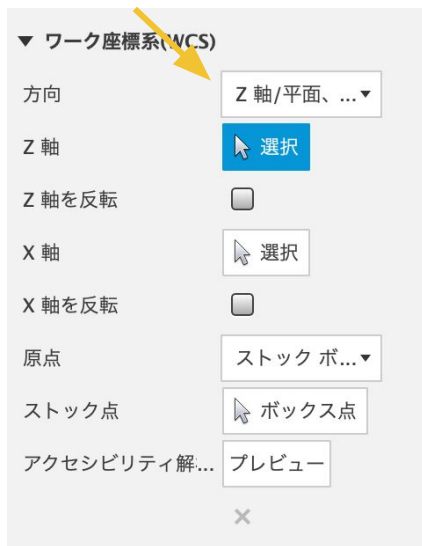 ▼ ワーク座標系(WCS)
方向 Z 軸/平面、...▼
Z 軸 選択
Z 軸を反転
X 軸 選択
X 軸を反転
原点 ストック ボ...▼
ストック点 ボックス点
アクセシビリティ解... プレビュー